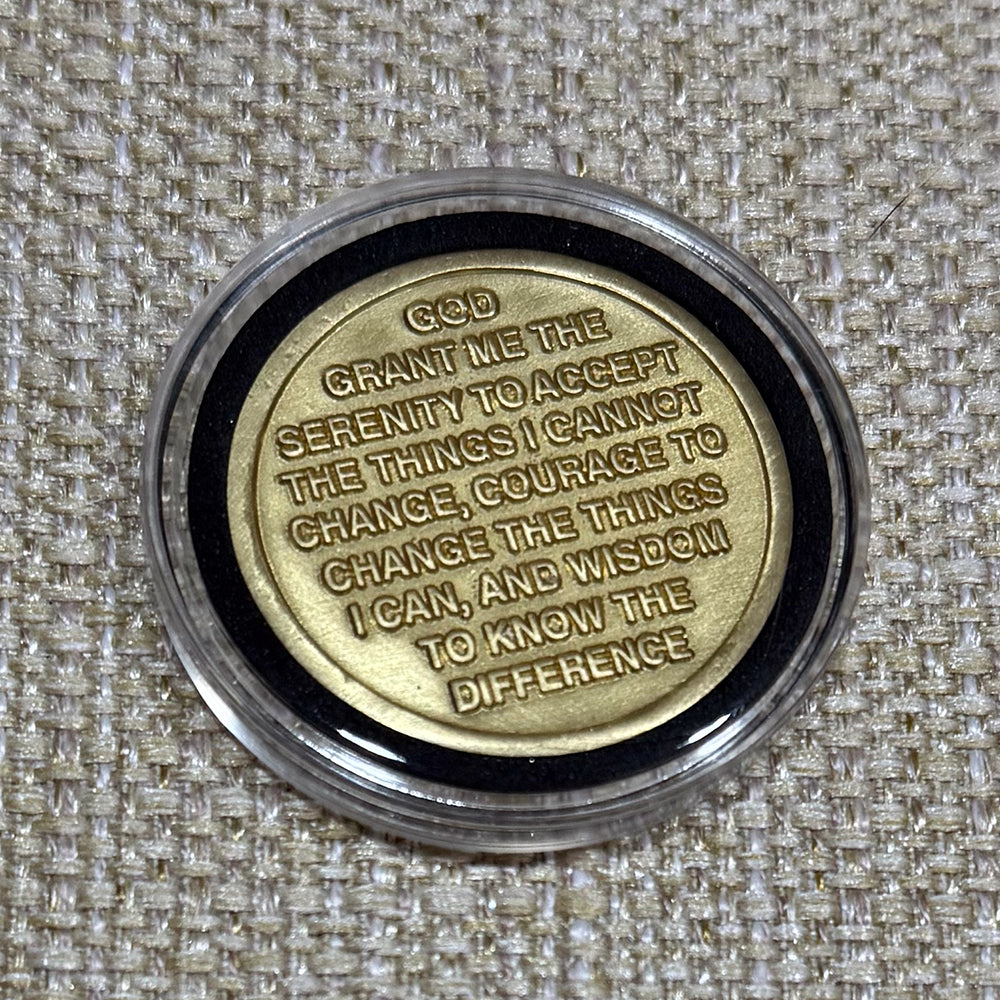 GOD
GRANT ME THE
SERENITY TO ACCEPT
THE THINGS I CANNOT
CHANGE, COURAGE TO
CHANGE THE THINGS
I CAN, AND WISDOM
TO KNOW THE
DIFFERENCE